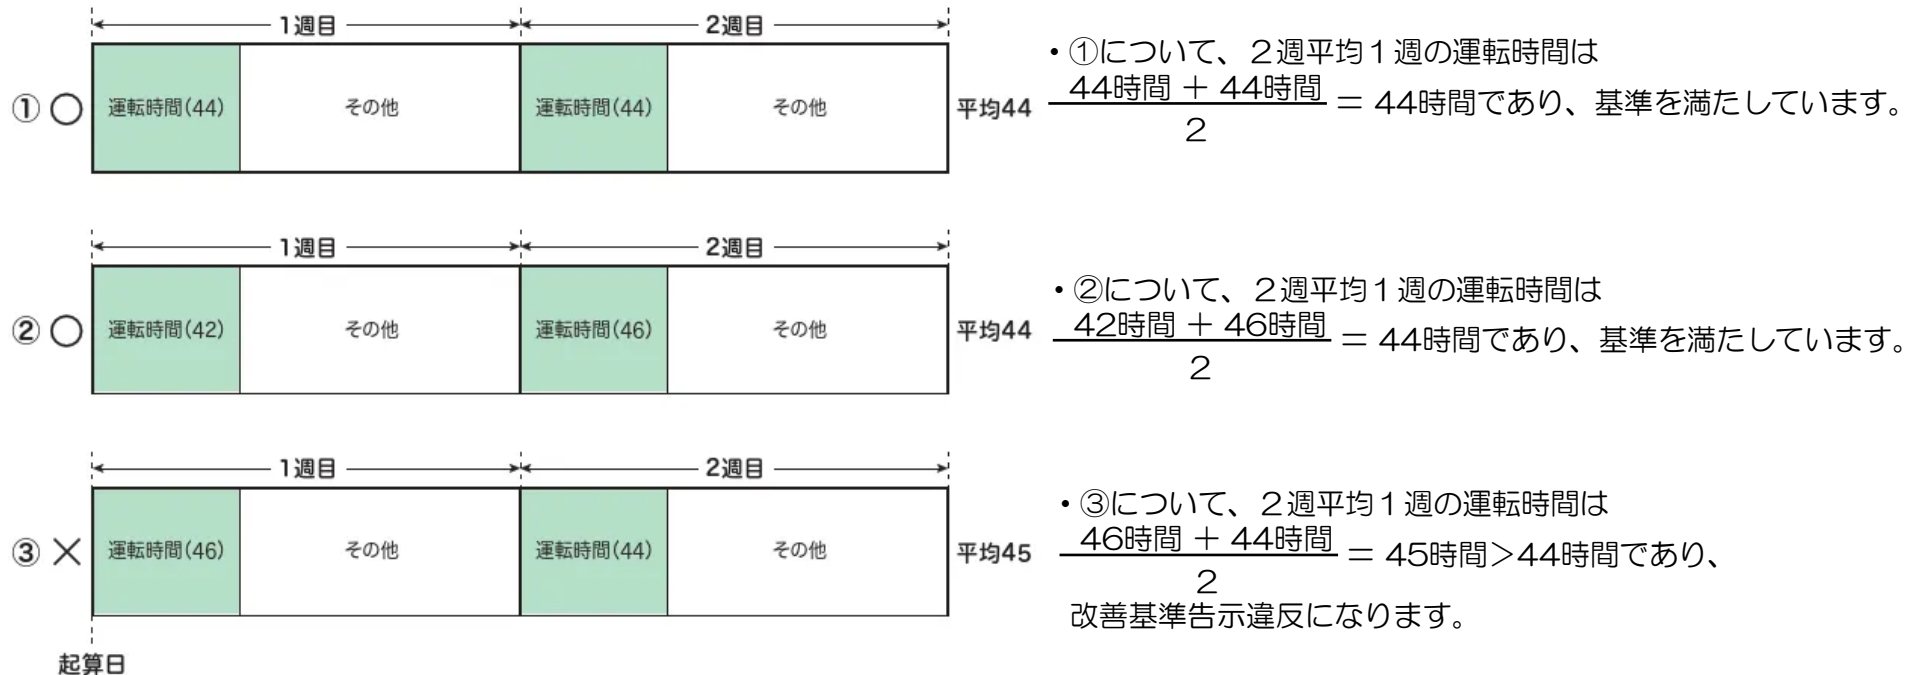 1週目 2週目
① ○ 運転時間(44) その他 運転時間(44) その他 平均44
・①について、２週平均１週の運転時間は
44時間 ＋ 44時間
＝ 44時間であり、基準を満たしています。
２
1週目 2週目
② ○ 運転時間(42) その他 運転時間(46) その他 平均44
・②について、２週平均１週の運転時間は
42時間 ＋ 46時間
＝ 44時間であり、基準を満たしています。
２
1週目 2週目
③ × 運転時間(46) その他 運転時間(44) その他 平均45
・③について、２週平均１週の運転時間は
46時間 ＋ 44時間
＝ 45時間＞44時間であり、
２
改善基準告示違反になります。
起算日